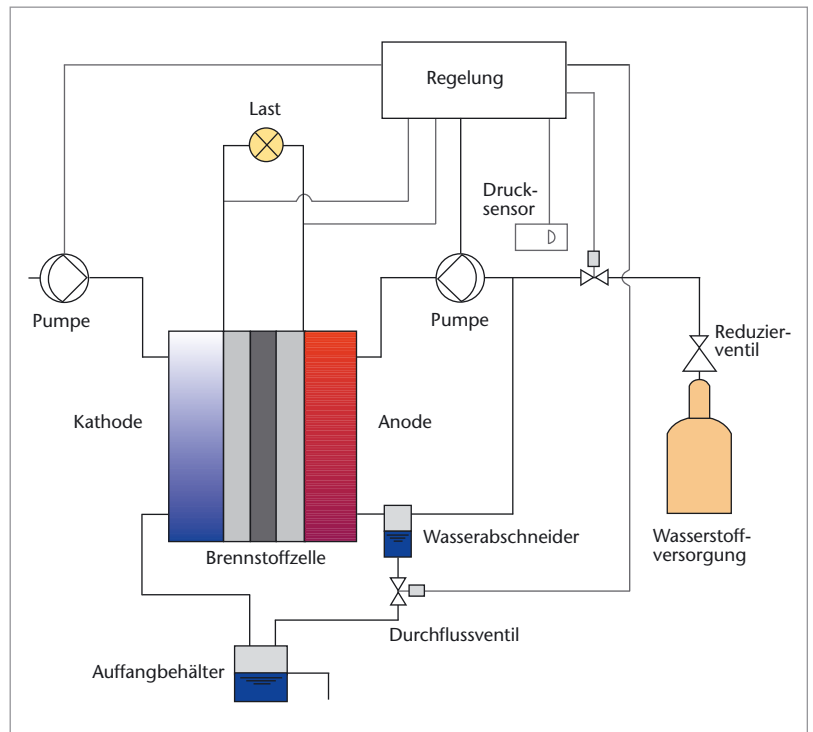 Regelung
Last
Druck-
sensor
Pumpe
Pumpe
Reduzier-
ventil
Kathode
Anode
Wasserabschneider
Wasserstoff-
versorgung
Brennstoffzelle
Durchflussventil
Auffangbehälter